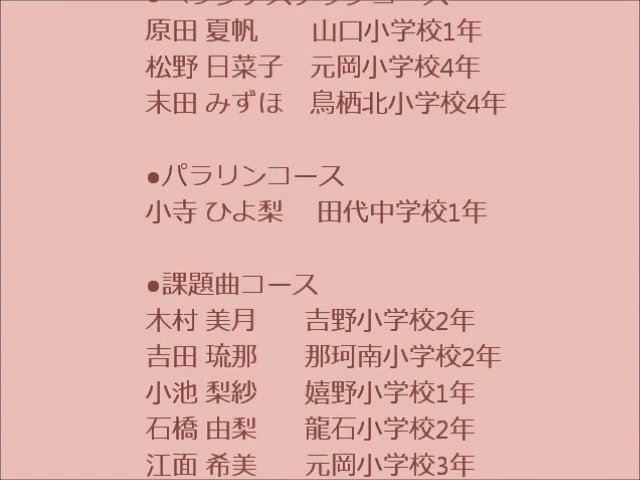 原田 夏帆 山口小学校1年
松野 日菜子 元岡小学校4年
末田 みずほ 鳥栖北小学校4年
●パラリンコース
小寺 ひよ梨 田代中学校1年
●課題曲コース
木村 美月 吉野小学校2年
吉田 琉那 那珂南小学校2年
小池 梨紗 嬉野小学校1年
石橋 由梨 龍石小学校2年
江面 希美 元岡小学校3年